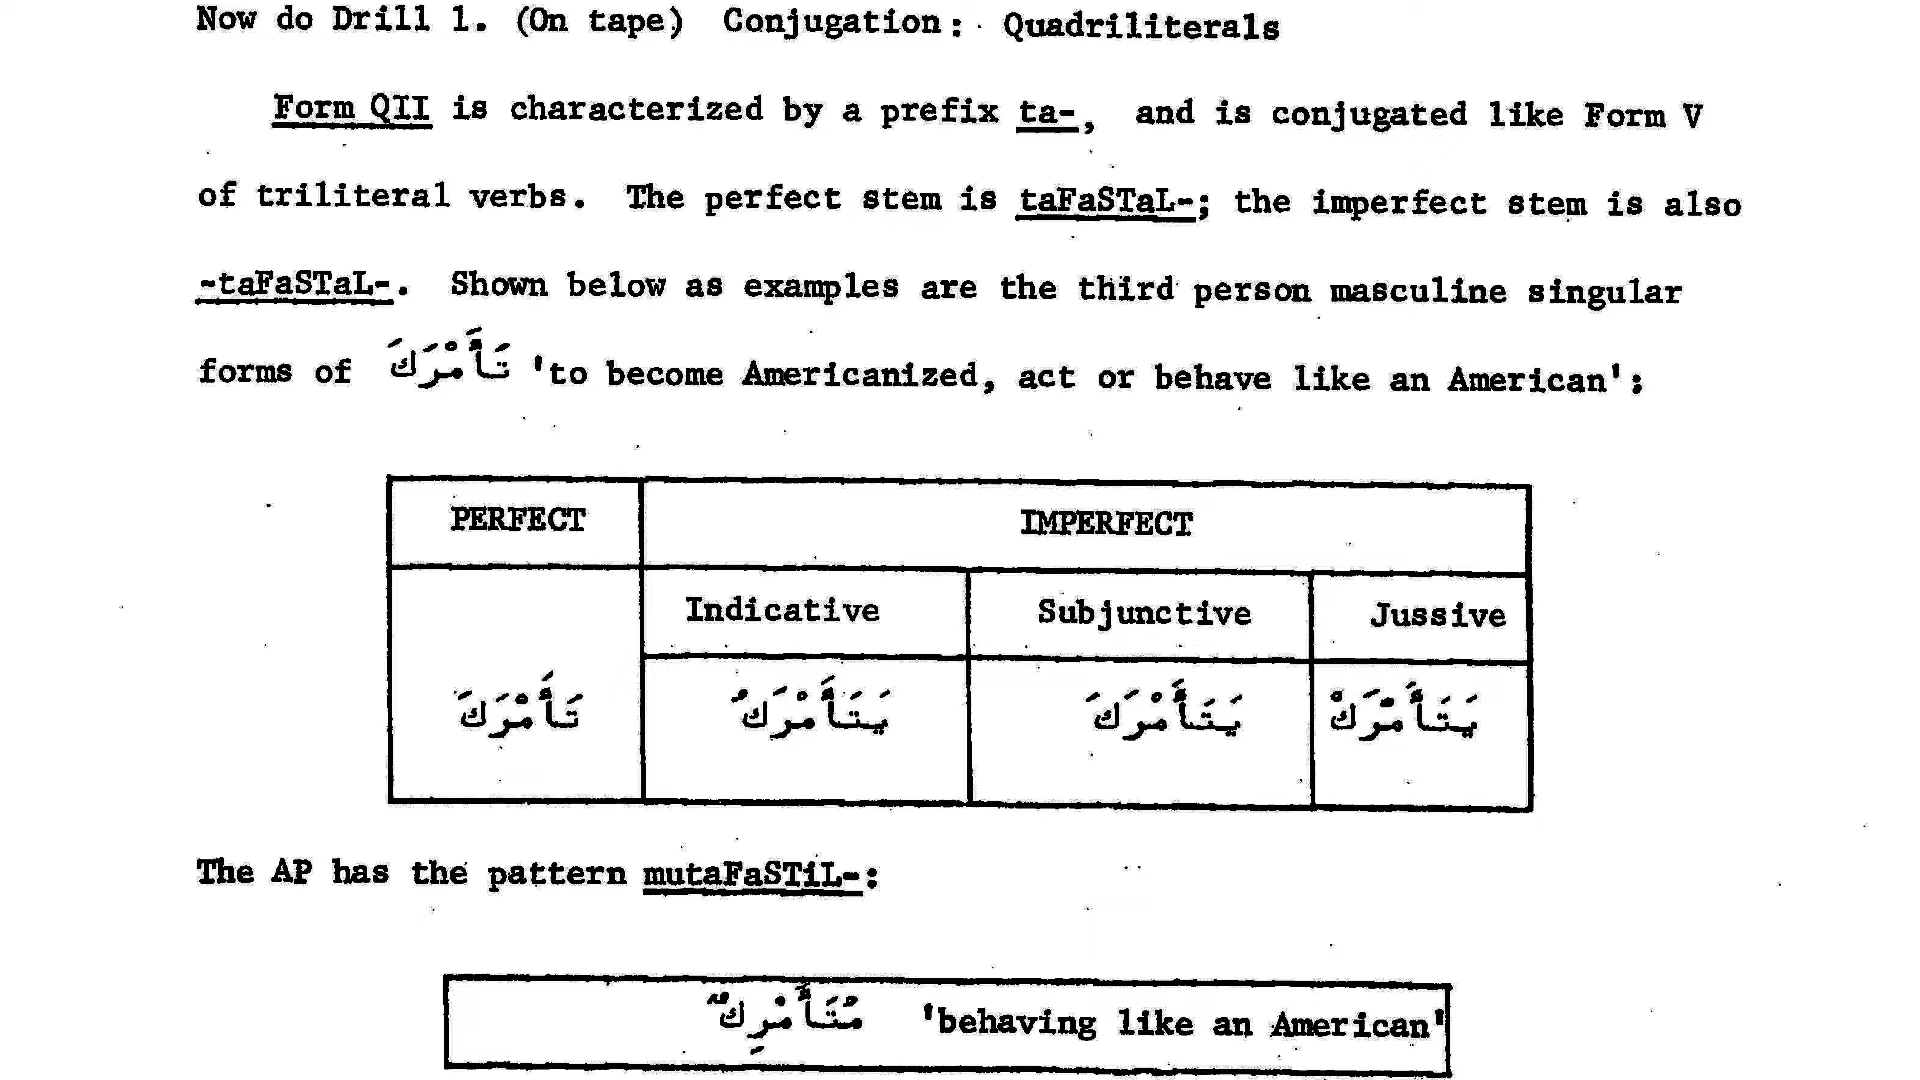 Now do Drill 1. (On tape) Conjugation: Quadriliterals
Form QII is characterized by a prefix ta-, and is conjugated like Form V
of triliteral verbs. The perfect stem is taFaSTaL-; the imperfect stem is also
-taFaSTaL-. Shown below as examples are the third person masculine singular
forms of تَأَمْرَكَ 'to become Americanized, act or behave like an American':
PERFECT IMPERFECT
Indicative Subjunctive Jussive
تَأَمْرَكَ يَتَأَمْرَكُ يَتَأَمْرَكَ يَتَأَمْرَكْ
The AP has the pattern mutaFaSTiL-:
مُتَأَمْرِكٌ 'behaving like an American'